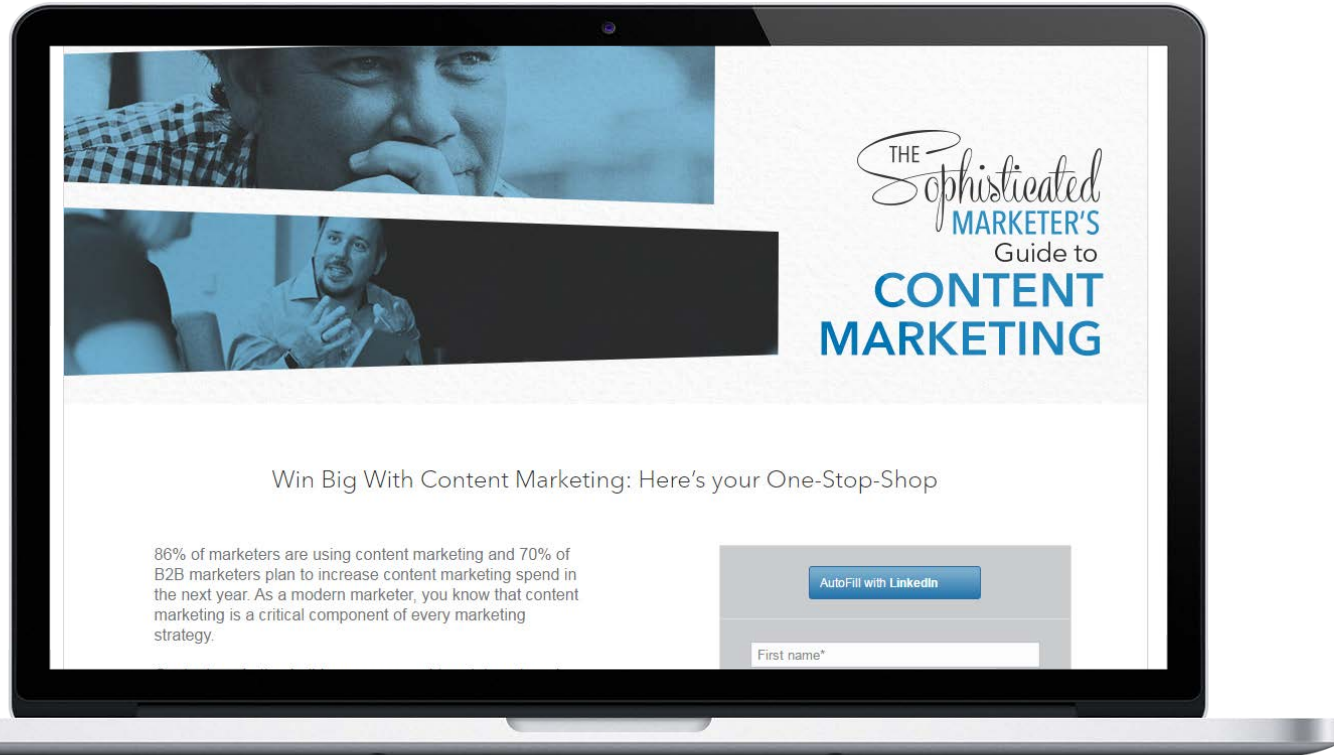 THE
Sophisticated
MARKETER'S
Guide to
CONTENT
MARKETING
Win Big With Content Marketing: Here's your One-Stop-Shop
86% of marketers are using content marketing and 70% of
B2B marketers plan to increase content marketing spend in
the next year. As a modern marketer, you know that content
marketing is a critical component of every marketing
strategy.
AutoFill with LinkedIn
First name*